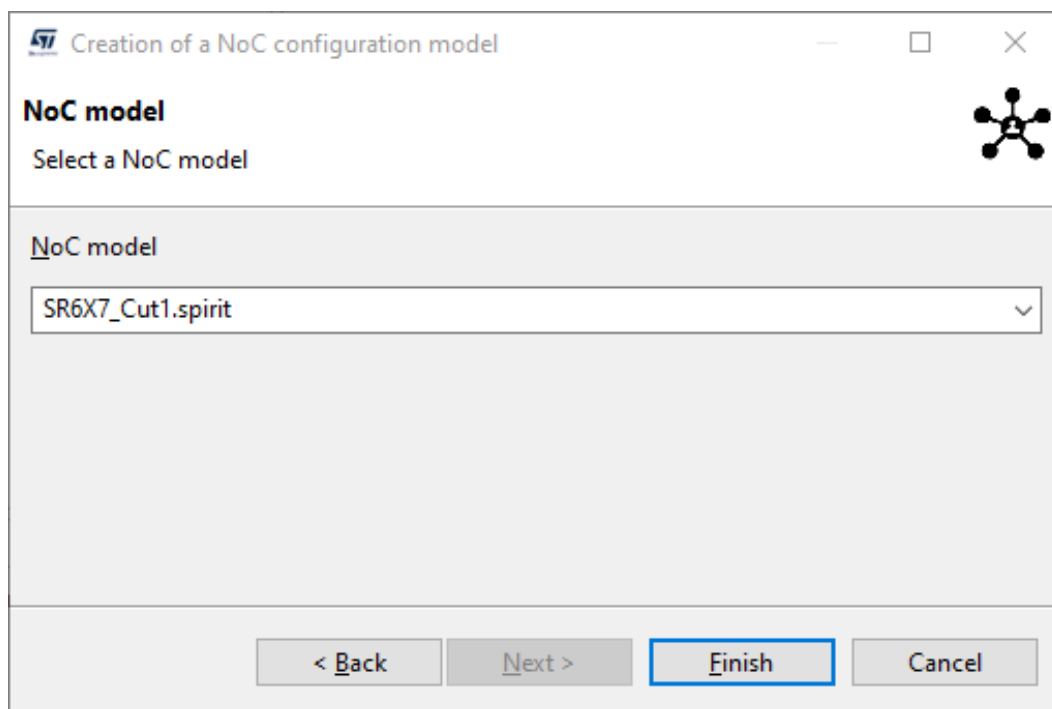 Creation of a NoC configuration model
NoC model
Select a NoC model
NoC model
SR6X7_Cut1.spirit
< Back
Next >
Finish
Cancel